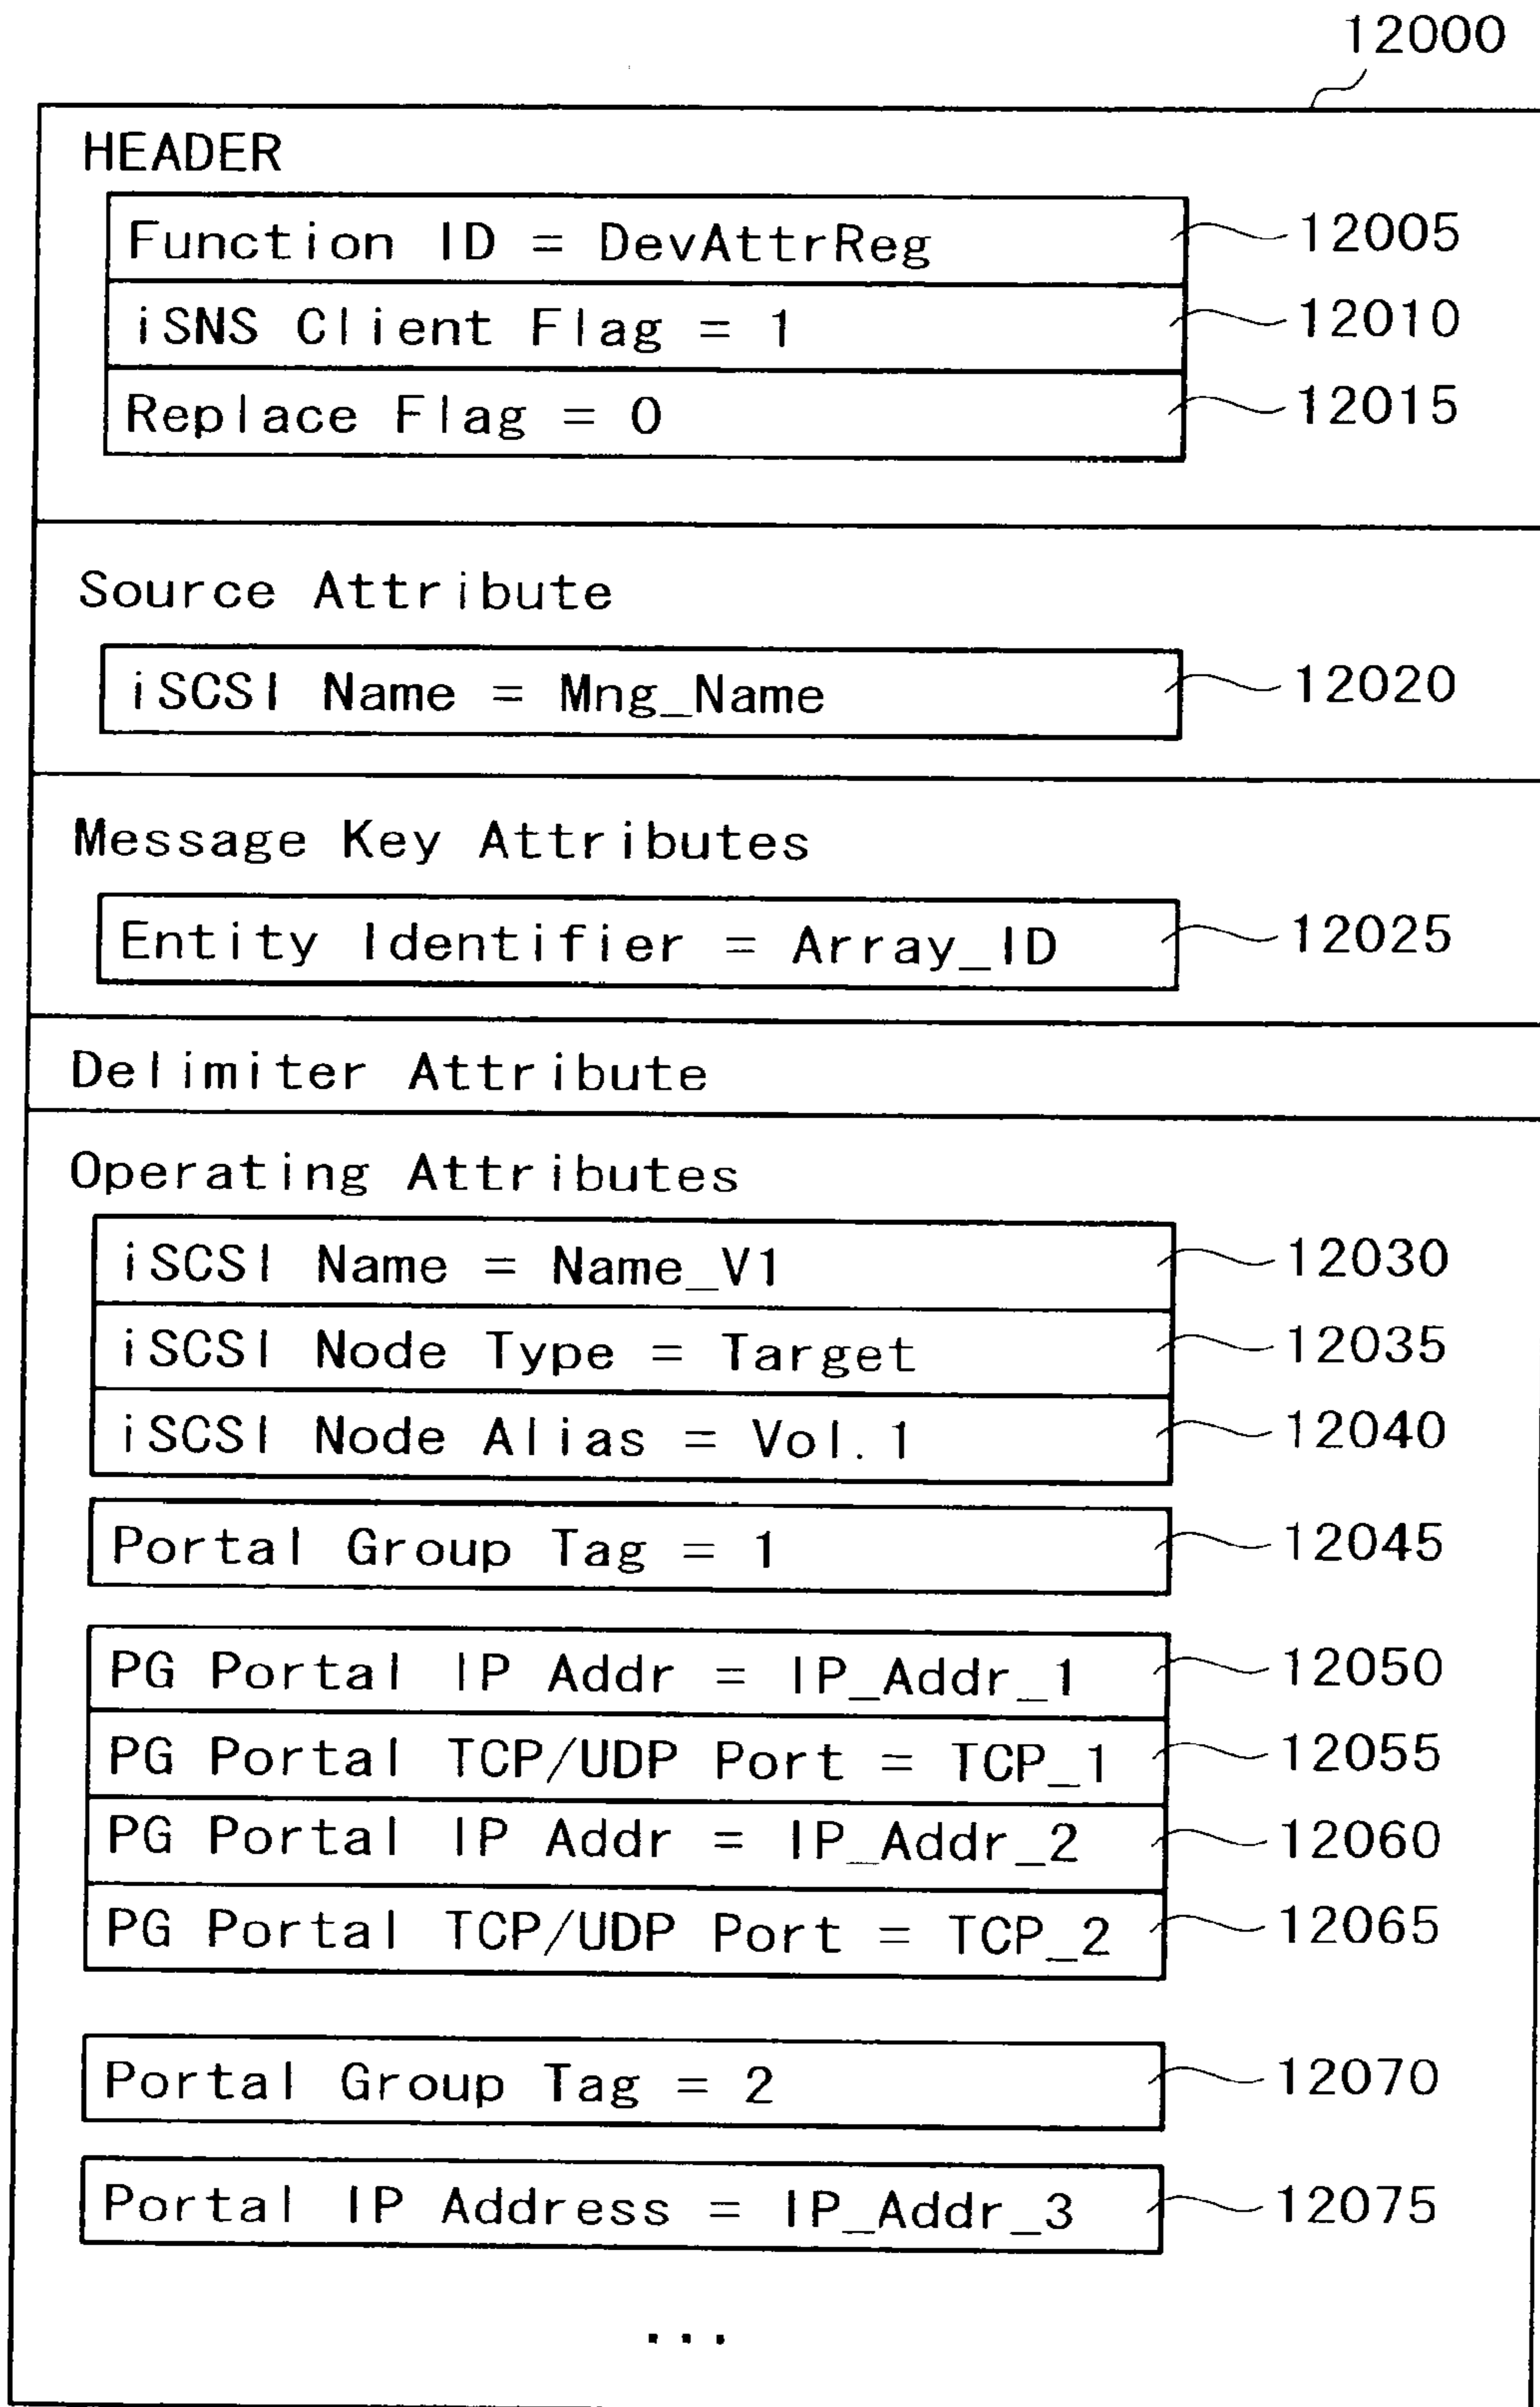 12000
HEADER
Function ID = DevAttrReg 12005
iSNS Client Flag = 1 12010
Replace Flag = 0 12015
Source Attribute
iSCSI Name = Mng_Name 12020
Message Key Attributes
Entity Identifier = Array_ID 12025
Delimiter Attribute
Operating Attributes
iSCSI Name = Name_V1 12030
iSCSI Node Type = Target 12035
iSCSI Node Alias = Vol.1 12040
Portal Group Tag = 1 12045
PG Portal IP Addr = IP_Addr_1 12050
PG Portal TCP/UDP Port = TCP_1 12055
PG Portal IP Addr = IP_Addr_2 12060
PG Portal TCP/UDP Port = TCP_2 12065
Portal Group Tag = 2 12070
Portal IP Address = IP_Addr_3 12075
...